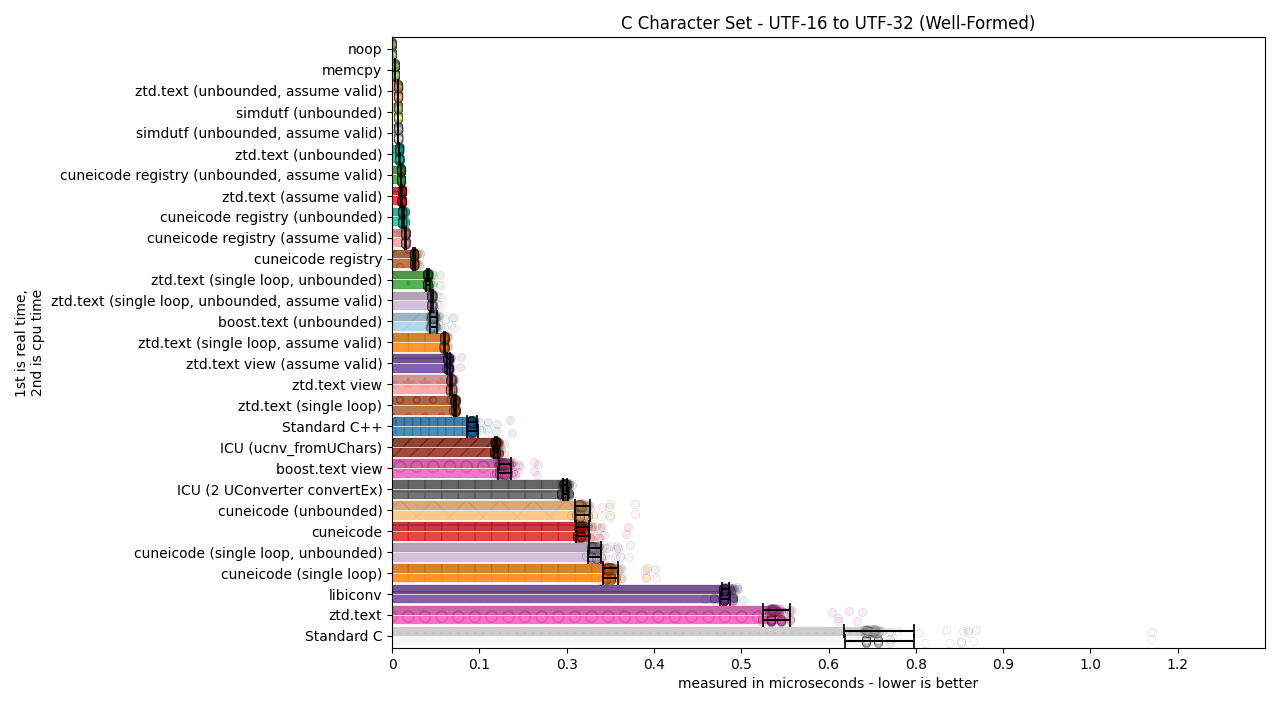 C Character Set - UTF-16 to UTF-32 (Well-Formed)
1st is real time,
2nd is cpu time
noop
memcpy
ztd.text (unbounded, assume valid)
simdutf (unbounded)
simdutf (unbounded, assume valid)
ztd.text (unbounded)
cuneicode registry (unbounded, assume valid)
ztd.text (assume valid)
cuneicode registry (unbounded)
cuneicode registry (assume valid)
cuneicode registry
ztd.text (single loop, unbounded)
ztd.text (single loop, unbounded, assume valid)
boost.text (unbounded)
ztd.text (single loop, assume valid)
ztd.text view (assume valid)
ztd.text view
ztd.text (single loop)
Standard C++
ICU (ucnv_fromUChars)
boost.text view
ICU (2 UConverter convertEx)
cuneicode (unbounded)
cuneicode
cuneicode (single loop, unbounded)
cuneicode (single loop)
libiconv
ztd.text
Standard C
0 0.1 0.3 0.4 0.5 0.6 0.8 0.9 1.0 1.2
measured in microseconds - lower is better